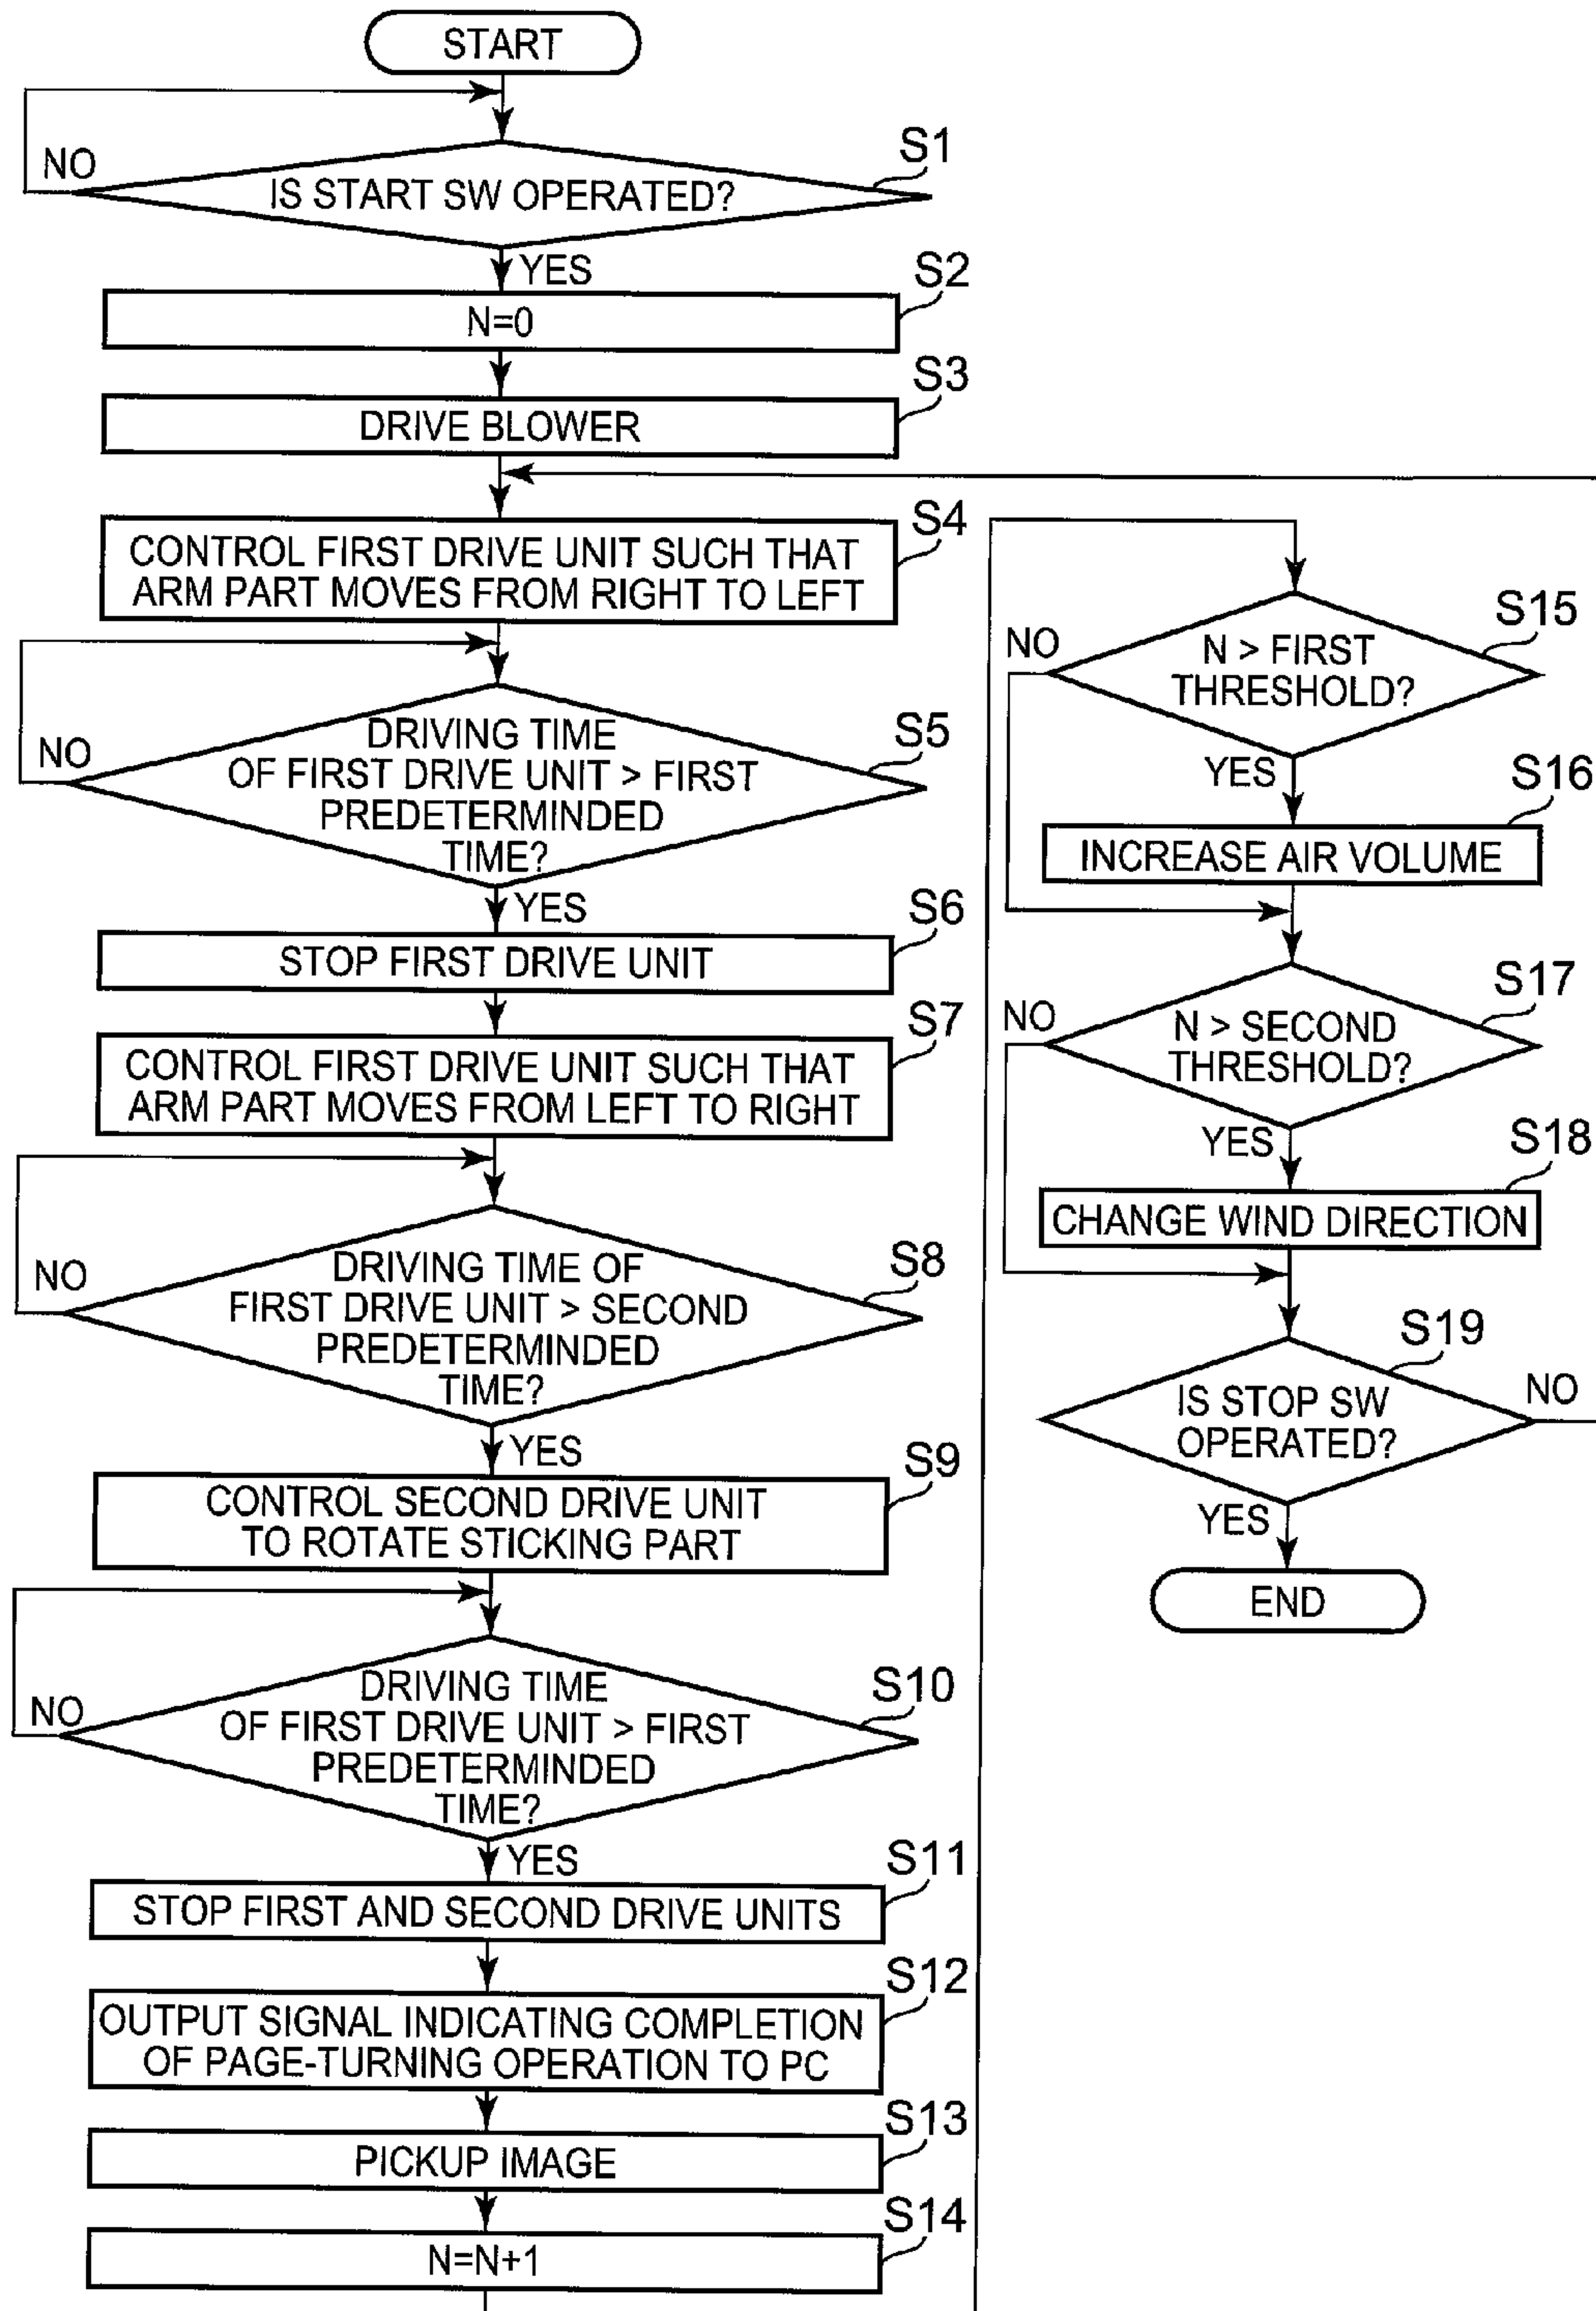 START
NO
IS START SW OPERATED?
S1
YES
S2
N=0
S3
DRIVE BLOWER
S4
CONTROL FIRST DRIVE UNIT SUCH THAT
ARM PART MOVES FROM RIGHT TO LEFT
NO
DRIVING TIME
OF FIRST DRIVE UNIT > FIRST
PREDETERMINDED
TIME?
S5
YES
S6
STOP FIRST DRIVE UNIT
S7
CONTROL FIRST DRIVE UNIT SUCH THAT
ARM PART MOVES FROM LEFT TO RIGHT
NO
DRIVING TIME OF
FIRST DRIVE UNIT > SECOND
PREDETERMINDED
TIME?
S8
YES
S9
CONTROL SECOND DRIVE UNIT
TO ROTATE STICKING PART
NO
DRIVING TIME
OF FIRST DRIVE UNIT > FIRST
PREDETERMINDED
TIME?
S10
YES
S11
STOP FIRST AND SECOND DRIVE UNITS
S12
OUTPUT SIGNAL INDICATING COMPLETION
OF PAGE-TURNING OPERATION TO PC
S13
PICKUP IMAGE
S14
N=N+1
NO
N > FIRST
THRESHOLD?
S15
YES
S16
INCREASE AIR VOLUME
NO
N > SECOND
THRESHOLD?
S17
YES
S18
CHANGE WIND DIRECTION
S19
IS STOP SW
OPERATED?
NO
YES
END